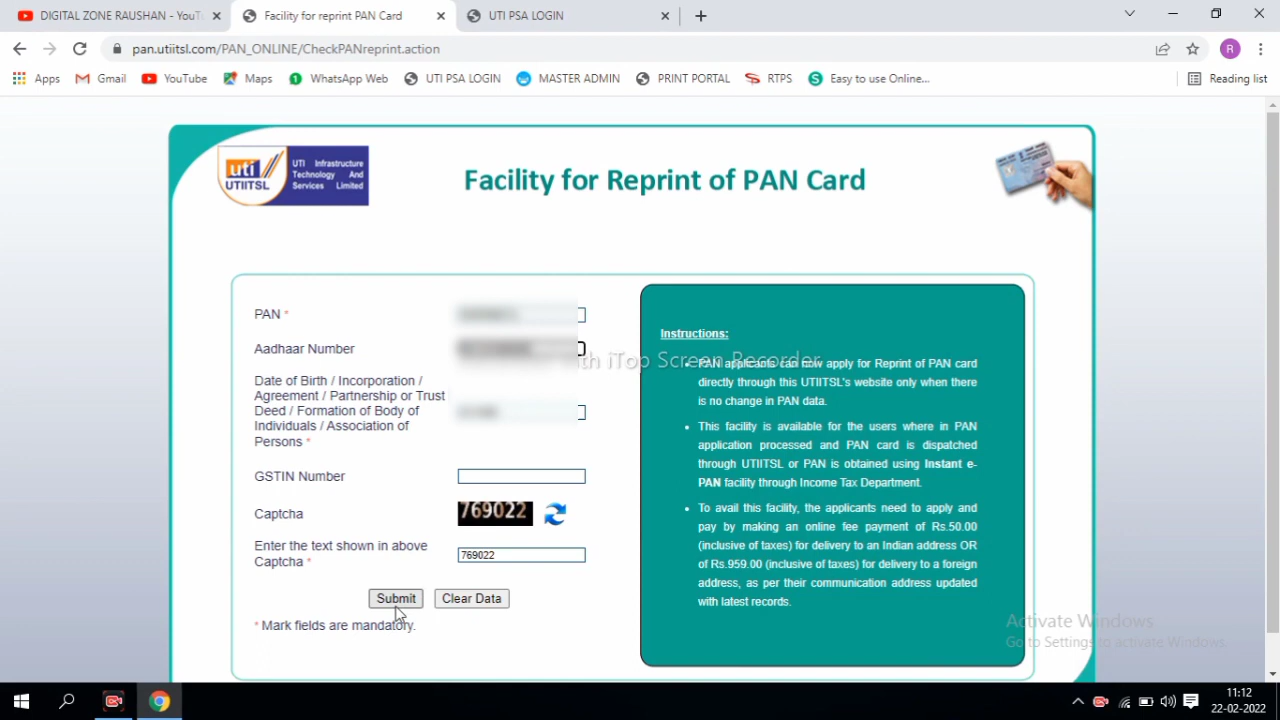 DIGITAL ZONE RAUSHAN - YouTu
Facility for reprint PAN Card
UTI PSA LOGIN
pan.utiitsl.com/PAN_ONLINE/CheckPANreprint.action
R
Apps
Gmail
YouTube
Maps
WhatsApp Web
UTI PSA LOGIN
MASTER ADMIN
PRINT PORTAL
RTPS
Easy to use Online...
Reading list
uti
UTIITSL
UTI Infrastructure
Technology And
Services Limited
Facility for Reprint of PAN Card
PAN *
Aadhaar Number
Date of Birth / Incorporation /
Agreement / Partnership or Trust
Deed / Formation of Body of
Individuals / Association of
Persons *
GSTIN Number
Captcha
769022
Enter the text shown in above
Captcha *
769022
Submit
Clear Data
* Mark fields are mandatory.
Instructions:
th iTop Screen Recorder
• PAN applicants can now apply for Reprint of PAN card
directly through this UTIITSL's website only when there
is no change in PAN data.
• This facility is available for the users where in PAN
application processed and PAN card is dispatched
through UTIITSL or PAN is obtained using Instant e-
PAN facility through Income Tax Department.
• To avail this facility, the applicants need to apply and
pay by making an online fee payment of Rs.50.00
(inclusive of taxes) for delivery to an Indian address OR
of Rs.959.00 (inclusive of taxes) for delivery to a foreign
address, as per their communication address updated
with latest records.
Activate Windows
Go to Settings to activate Windows.
11:12
22-02-2022